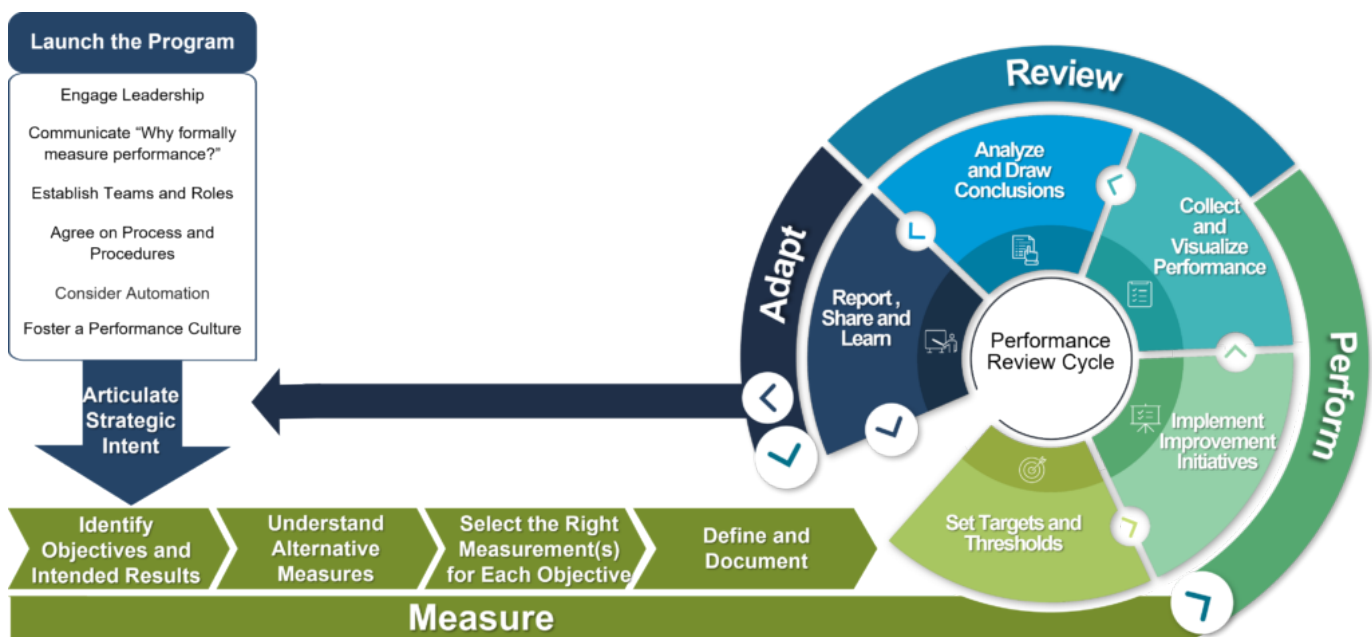 Launch the Program
Engage Leadership
Communicate “Why formally
measure performance?”
Establish Teams and Roles
Agree on Process and
Procedures
Consider Automation
Foster a Performance Culture
Articulate
Strategic
Intent
Identify
Objectives and
Intended Results
Understand
Alternative
Measures
Select the Right
Measurement(s)
for Each Objective
Define and
Document
Measure
Set Targets and
Thresholds
Implement
Improvement
Initiatives
Collect
and
Visualize
Performance
Analyze
and Draw
Conclusions
Report ,
Share and
Learn
Performance
Review Cycle
Perform
Review
Adapt